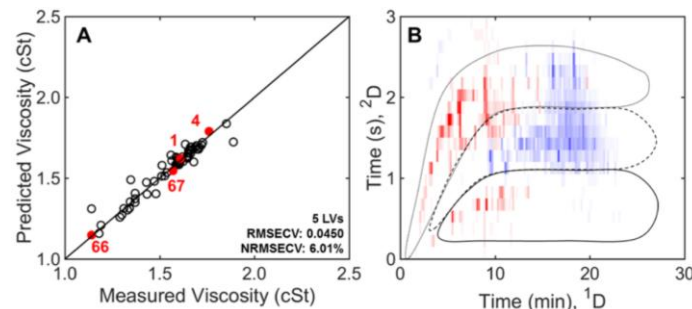 A
Predicted Viscosity (cSt)
2.5
2.0
1.5
1.0
1.0 1.5 2.0 2.5
Measured Viscosity (cSt)
4
1
67
66
5 LVs
RMSECV: 0.0450
NRMSECV: 6.01%
B
Time (s), ²D
3
2
1
0
0 10 20 30
Time (min), ¹D